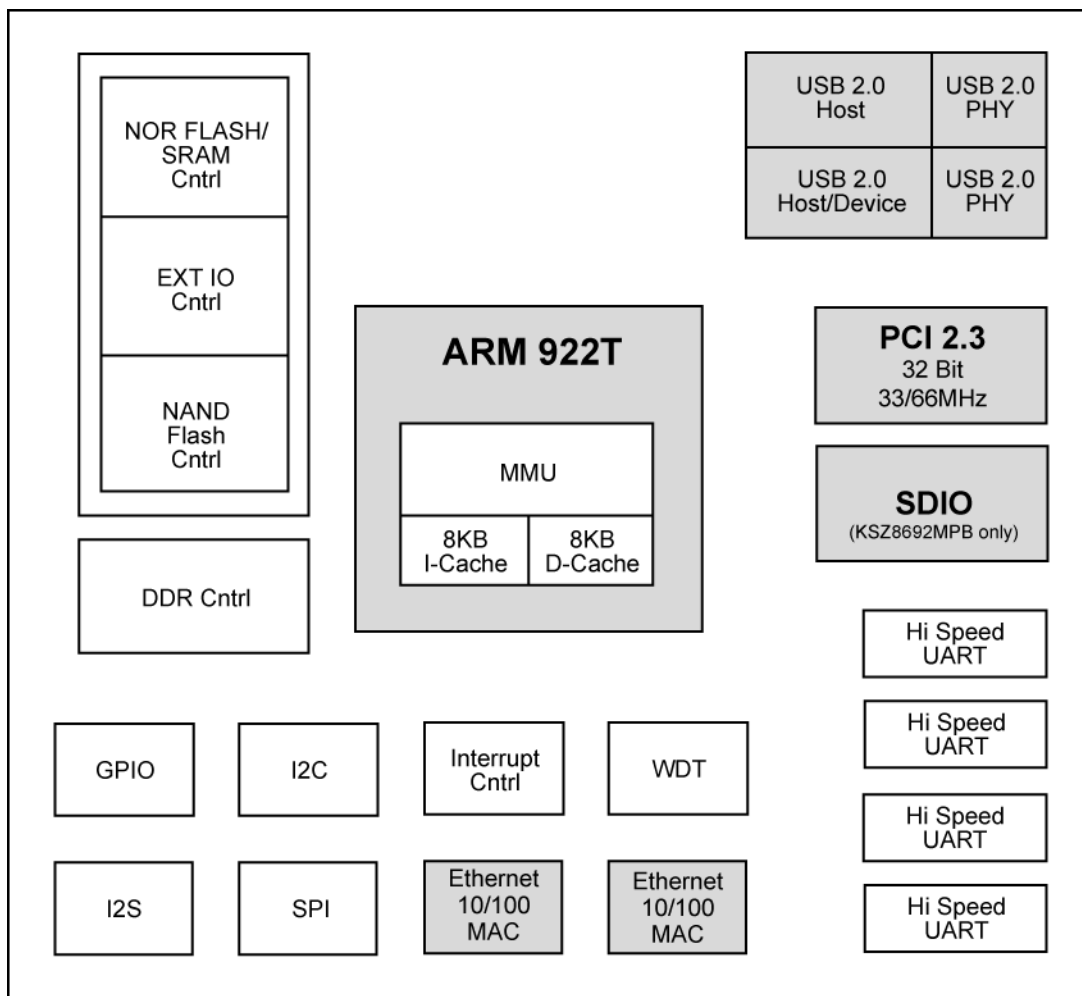 NOR FLASH/
SRAM
Cntrl
EXT IO
Cntrl
NAND
Flash
Cntrl
DDR Cntrl
ARM 922T
MMU
8KB
I-Cache
8KB
D-Cache
USB 2.0
Host
USB 2.0
PHY
USB 2.0
Host/Device
USB 2.0
PHY
PCI 2.3
32 Bit
33/66MHz
SDIO
(KSZ8692MPB only)
Hi Speed
UART
Hi Speed
UART
Hi Speed
UART
Hi Speed
UART
GPIO
I2C
Interrupt
Cntrl
WDT
I2S
SPI
Ethernet
10/100
MAC
Ethernet
10/100
MAC